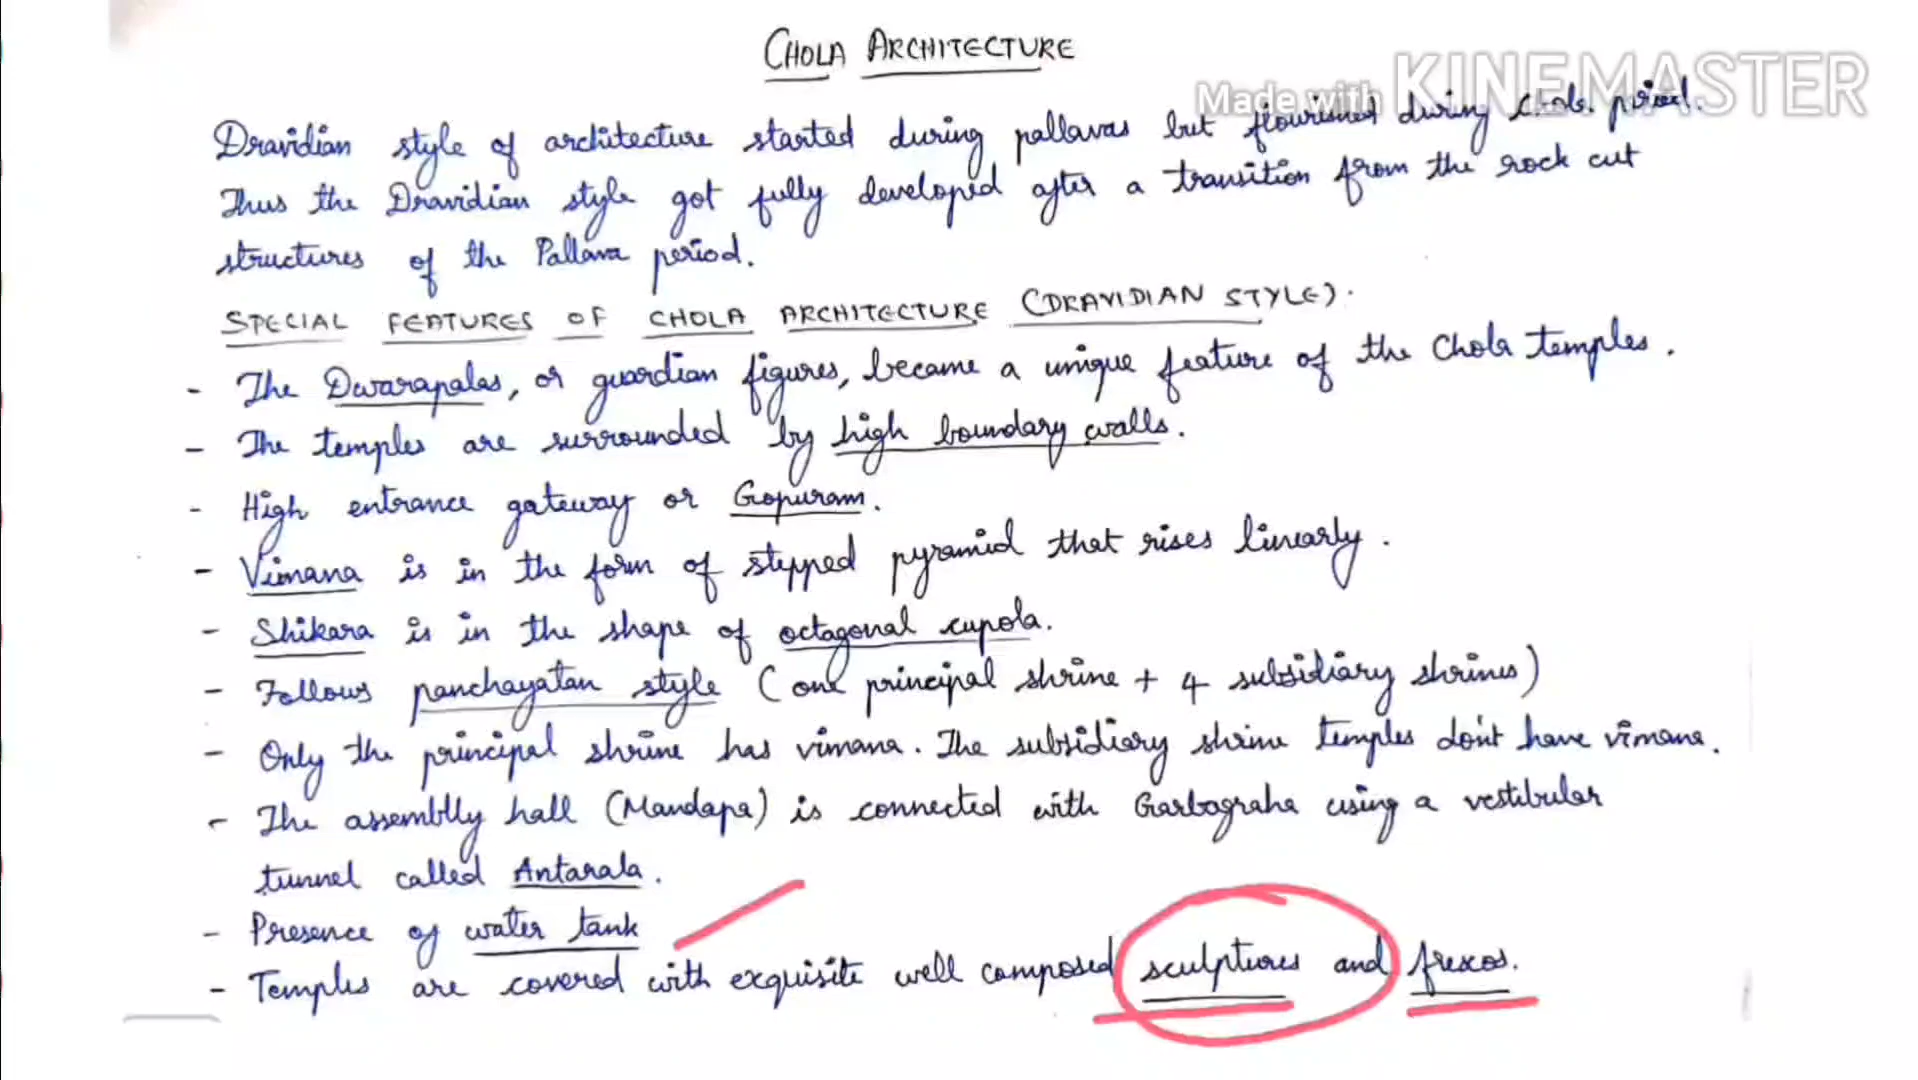 CHOLA ARCHITECTURE
Made with KINEMASTER
Dravidian style of architecture started during pallavas but flourished during Chola period.
Thus the Dravidian style got fully developed after a transition from the rock cut
structures of the Pallava period.
SPECIAL FEATURES OF CHOLA ARCHITECTURE (DRAVIDIAN STYLE).
- The Dwarapalas, or guardian figures, became a unique feature of the Chola temples.
- The temples are surrounded by high boundary walls.
- High entrance gateway or Gopuram.
- Vimana is in the form of stepped pyramid that rises linearly.
- Shikara is in the shape of octagonal cupola.
- Follows panchayatan style (one principal shrine + 4 subsidiary shrines)
- Only the principal shrine has vimana. The subsidiary shrine temples don't have vimana.
- The assemblly hall (Mandapa) is connected with Garbagraha using a vestibular
tunnel called Antarala.
- Presence of water tank
- Temples are covered with exquisite well composed sculptures and frexos.